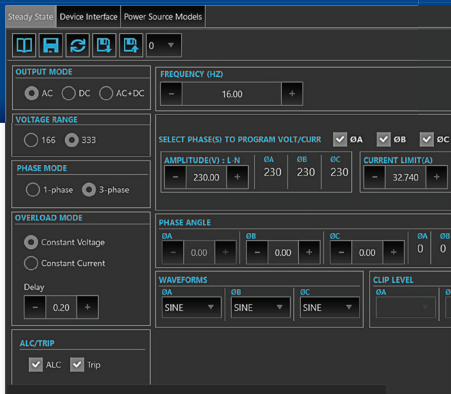 Steady State Device Interface Power Source Models
0
OUTPUT MODE
AC DC AC+DC
FREQUENCY (HZ)
- 16.00 +
VOLTAGE RANGE
166 333
SELECT PHASE(S) TO PROGRAM VOLT/CURR ØA ØB ØC
AMPLITUDE(V) : L-N ØA ØB ØC CURRENT LIMIT(A)
- 230.00 + 230 230 230 - 32.740 +
PHASE MODE
1-phase 3-phase
OVERLOAD MODE
Constant Voltage
Constant Current
Delay
- 0.20 +
PHASE ANGLE
ØA ØB ØC ØA ØB
- 0.00 + - 0.00 + - 0.00 + 0 0
WAVEFORMS CLIP LEVEL
ØA ØB ØC ØA
SINE SINE SINE
ALC/TRIP
ALC Trip